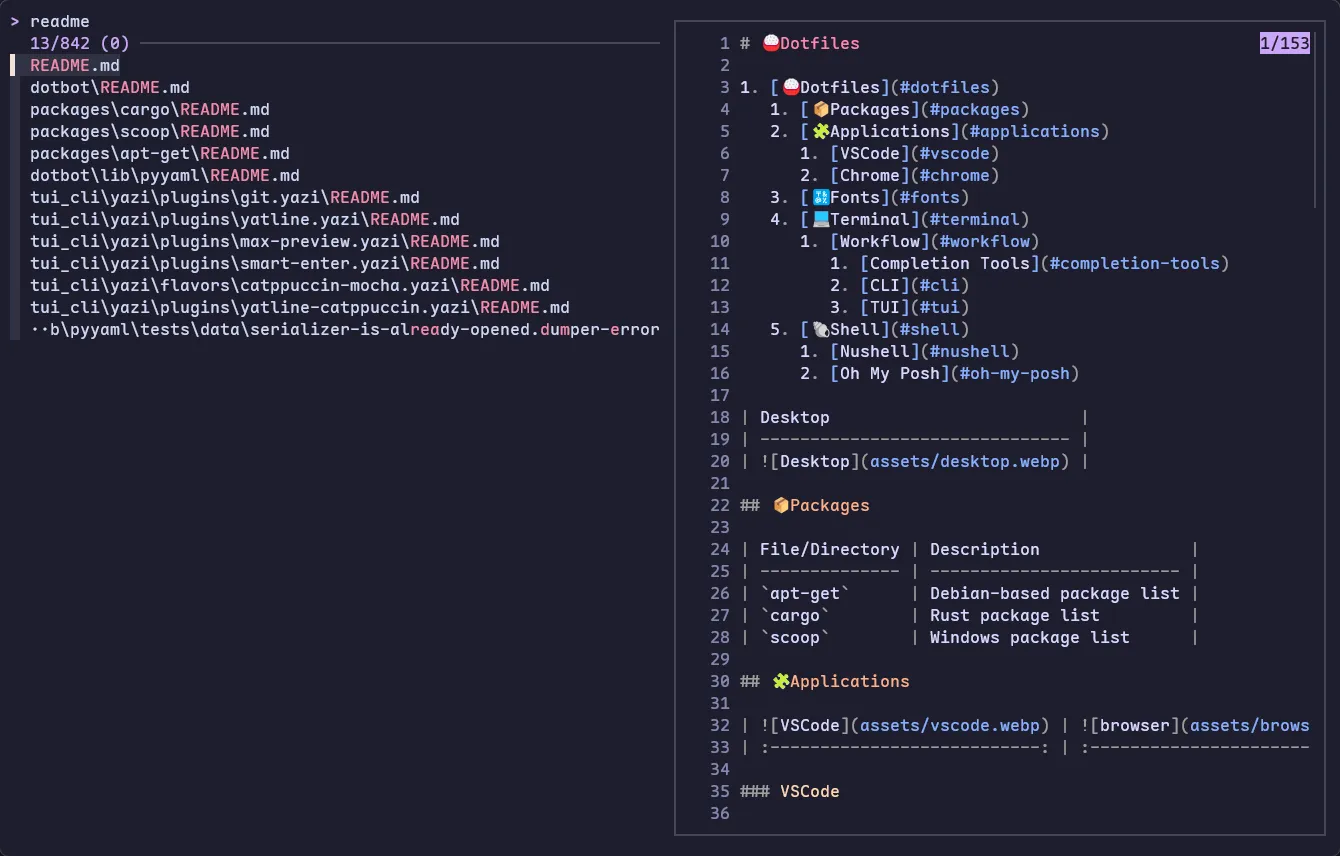 > readme
13/842 (0)
README.md
dotbot\README.md
packages\cargo\README.md
packages\scoop\README.md
packages\apt-get\README.md
dotbot\lib\pyyaml\README.md
tui_cli\yazi\plugins\git.yazi\README.md
tui_cli\yazi\plugins\yatline.yazi\README.md
tui_cli\yazi\plugins\max-preview.yazi\README.md
tui_cli\yazi\plugins\smart-enter.yazi\README.md
tui_cli\yazi\flavors\catppuccin-mocha.yazi\README.md
tui_cli\yazi\plugins\yatline-catppuccin.yazi\README.md
··b\pyyaml\tests\data\serializer-is-already-opened.dumper-error
1/153
1 # 🍚Dotfiles
2
3 1. [🍚Dotfiles](#dotfiles)
4    1. [📦Packages](#packages)
5    2. [🧩Applications](#applications)
6       1. [VSCode](#vscode)
7       2. [Chrome](#chrome)
8    3. [🔣Fonts](#fonts)
9    4. [💻Terminal](#terminal)
10       1. [Workflow](#workflow)
11          1. [Completion Tools](#completion-tools)
12          2. [CLI](#cli)
13          3. [TUI](#tui)
14    5. [🐚Shell](#shell)
15       1. [Nushell](#nushell)
16       2. [Oh My Posh](#oh-my-posh)
17
18 | Desktop                         |
19 | ------------------------------- |
20 | ![Desktop](assets/desktop.webp) |
21
22 ## 📦Packages
23
24 | File/Directory | Description               |
25 | -------------- | ------------------------- |
26 | `apt-get`      | Debian-based package list |
27 | `cargo`        | Rust package list         |
28 | `scoop`        | Windows package list      |
29
30 ## 🧩Applications
31
32 | ![VSCode](assets/vscode.webp) | ![browser](assets/brows
33 | :---------------------------: | :----------------------
34
35 ### VSCode
36